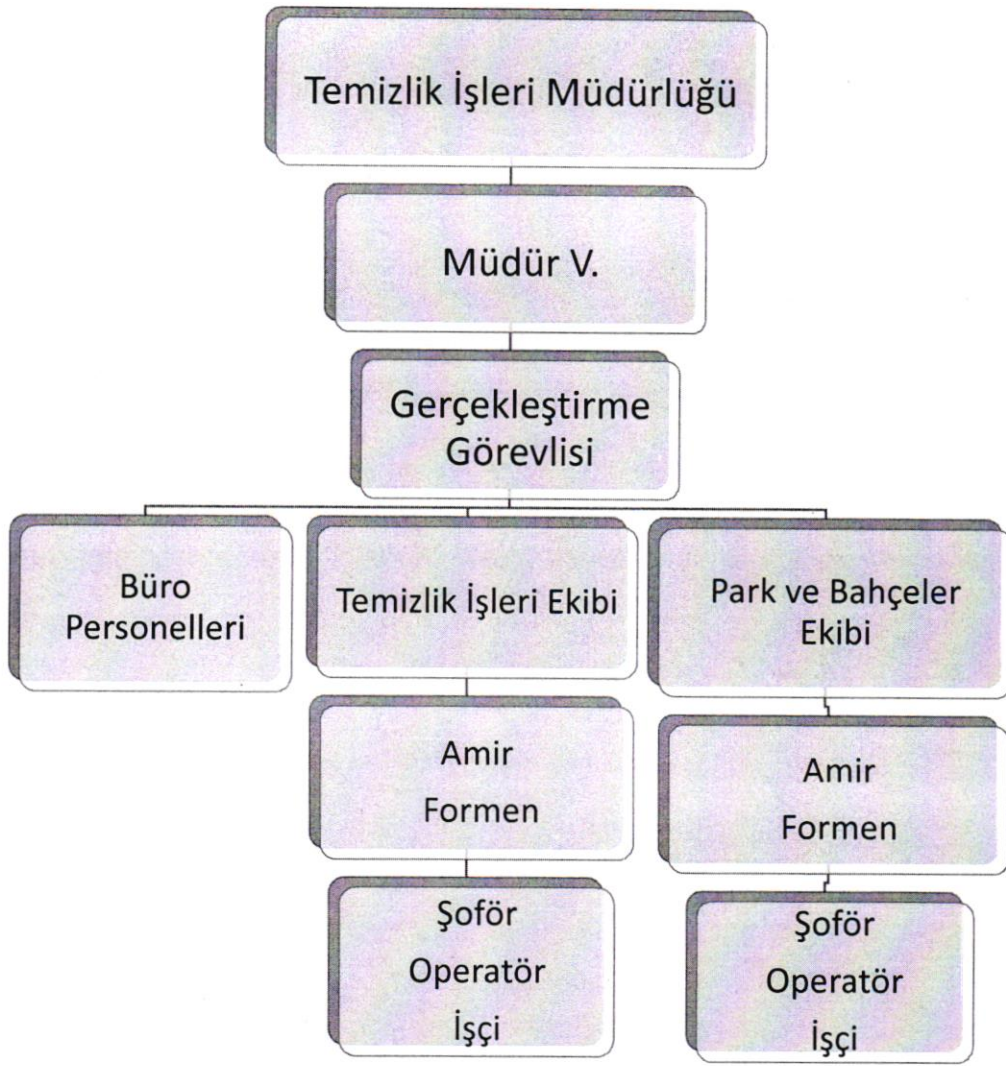 Temizlik İşleri Müdürlüğü
Müdür V.
Gerçekleştirme
Görevlisi
Büro
Personelleri
Temizlik İşleri Ekibi
Park ve Bahçeler
Ekibi
Amir
Formen
Amir
Formen
Şoför
Operatör
İşçi
Şoför
Operatör
İşçi